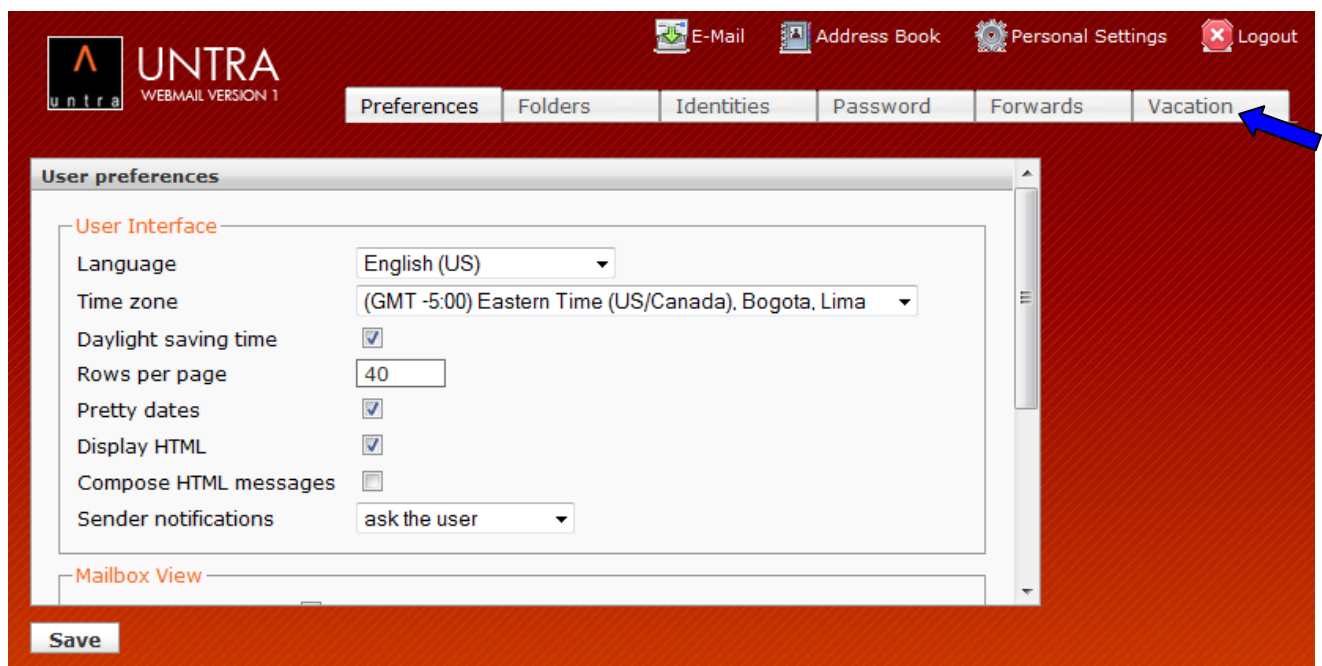 E-Mail Address Book Personal Settings Logout
UNTRA
untra WEBMAIL VERSION 1
Preferences Folders Identities Password Forwards Vacation
User preferences
User Interface
Language English (US)
Time zone (GMT -5:00) Eastern Time (US/Canada), Bogota, Lima
Daylight saving time
Rows per page 40
Pretty dates
Display HTML
Compose HTML messages
Sender notifications ask the user
Mailbox View
Save